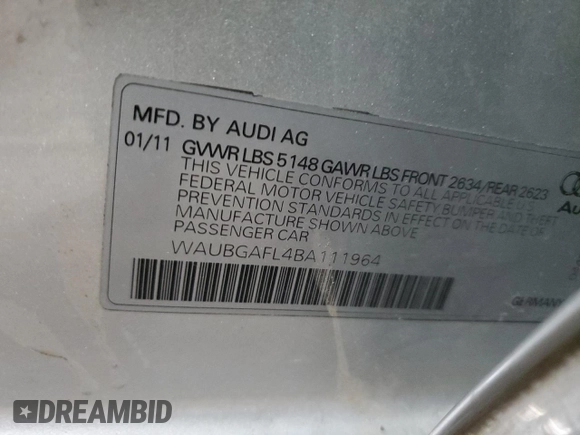 MFD. BY AUDI AG
01/11 GVWR LBS 5148 GAWR LBS FRONT 2634/REAR 2623
THIS VEHICLE CONFORMS TO ALL APPLICABLE
FEDERAL MOTOR VEHICLE SAFETY BUMPER AND THEFT
PREVENTION STANDARDS IN EFFECT ON THE DATE OF
MANUFACTURE SHOWN ABOVE
PASSENGER CAR
WAUBGAFL4BA111964
GERMANY
DREAMBID